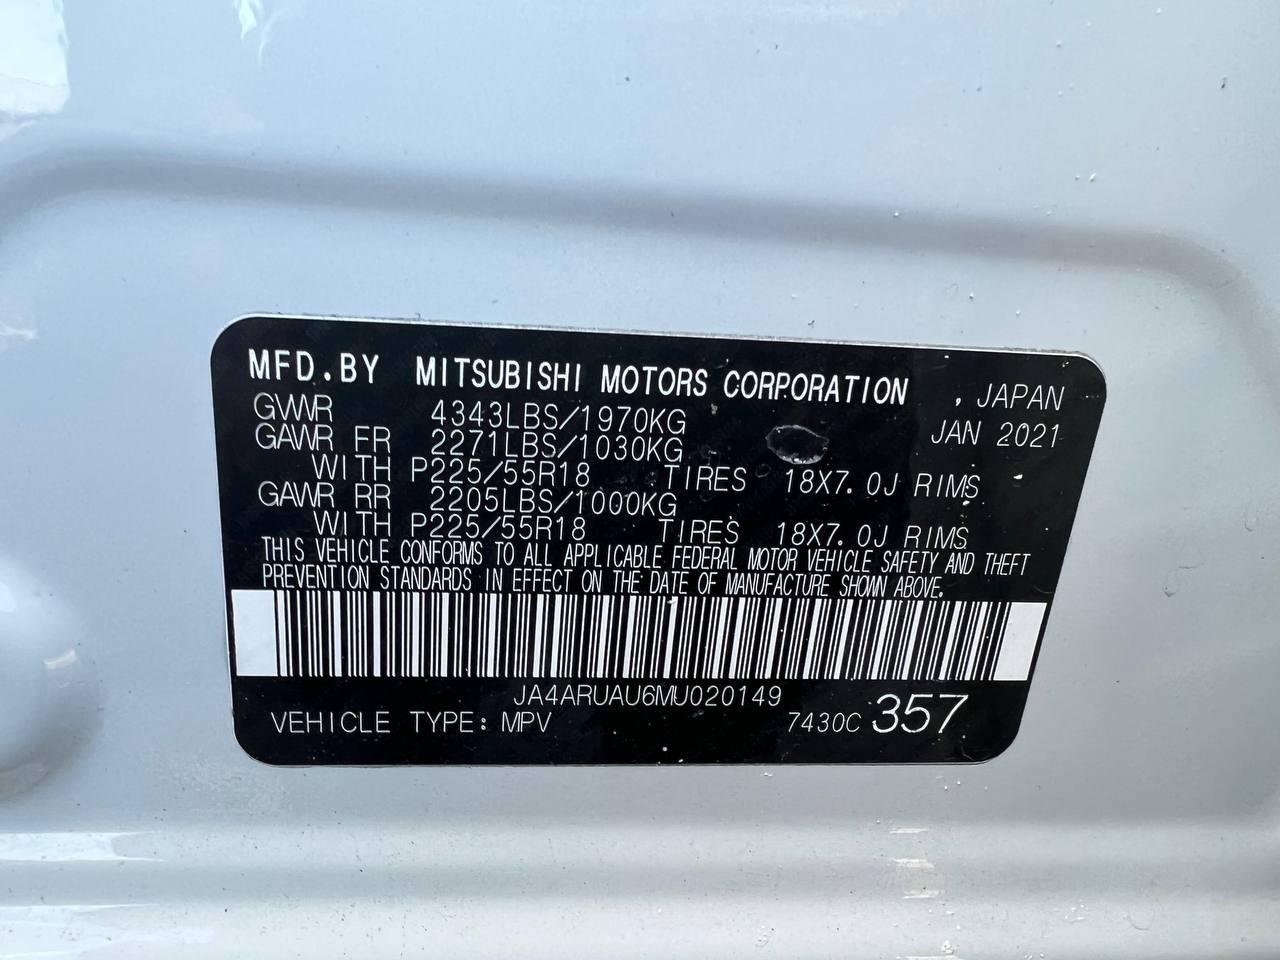 MFD.BY MITSUBISHI MOTORS CORPORATION , JAPAN
GVWR 4343LBS/1970KG JAN 2021
GAWR FR 2271LBS/1030KG
WITH P225/55R18 TIRES 18X7.0J RIMS
GAWR RR 2205LBS/1000KG
WITH P225/55R18 TIRES 18X7.0J RIMS
THIS VEHICLE CONFORMS TO ALL APPLICABLE FEDERAL MOTOR VEHICLE SAFETY AND THEFT
PREVENTION STANDARDS IN EFFECT ON THE DATE OF MANUFACTURE SHOWN ABOVE.
JA4ARUAU6MU020149
VEHICLE TYPE: MPV 7430C 357